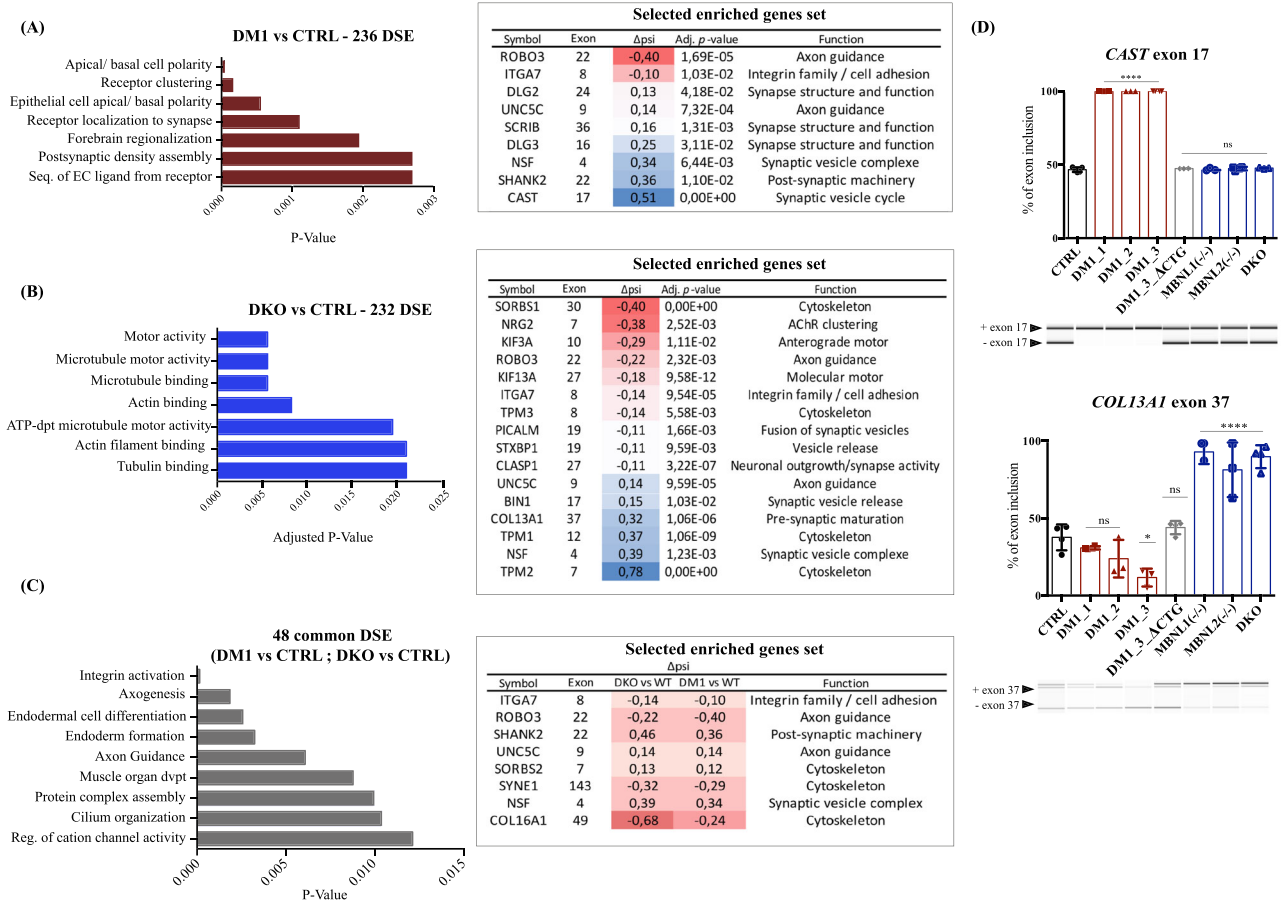 (A)
DM1 vs CTRL - 236 DSE
Apical/ basal cell polarity
Receptor clustering
Epithelial cell apical/ basal polarity
Receptor localization to synapse
Forebrain regionalization
Postsynaptic density assembly
Seq. of EC ligand from receptor
0.000
0.001
0.002
0.003
P-Value
Selected enriched genes set
Symbol Exon Δpsi Adj. p-value Function
ROBO3 22 -0,40 1,69E-05 Axon guidance
ITGA7 8 -0,10 1,03E-02 Integrin family / cell adhesion
DLG2 24 0,13 4,18E-02 Synapse structure and function
UNC5C 9 0,14 7,32E-04 Axon guidance
SCRIB 36 0,16 1,31E-03 Synapse structure and function
DLG3 16 0,25 3,11E-02 Synapse structure and function
NSF 4 0,34 6,44E-03 Synaptic vesicle complexe
SHANK2 22 0,36 1,10E-02 Post-synaptic machinery
CAST 17 0,51 0,00E+00 Synaptic vesicle cycle
(B)
DKO vs CTRL - 232 DSE
Motor activity
Microtubule motor activity
Microtubule binding
Actin binding
ATP-dpt microtubule motor activity
Actin filament binding
Tubulin binding
0.000
0.005
0.010
0.015
0.020
0.025
Adjusted P-Value
Selected enriched genes set
Symbol Exon Δpsi Adj. p-value Function
SORBS1 30 -0,40 0,00E+00 Cytoskeleton
NRG2 7 -0,38 2,52E-03 AChR clustering
KIF3A 10 -0,29 1,11E-02 Anterograde motor
ROBO3 22 -0,22 2,32E-03 Axon guidance
KIF13A 27 -0,18 9,58E-12 Molecular motor
ITGA7 8 -0,14 9,54E-05 Integrin family / cell adhesion
TPM3 8 -0,14 5,58E-03 Cytoskeleton
PICALM 19 -0,11 1,66E-03 Fusion of synaptic vesicles
STXBP1 19 -0,11 9,59E-03 Vesicle release
CLASP1 27 -0,11 3,22E-07 Neuronal outgrowth/synapse activity
UNC5C 9 0,14 9,59E-05 Axon guidance
BIN1 17 0,15 1,03E-02 Synaptic vesicle release
COL13A1 37 0,32 1,06E-06 Pre-synaptic maturation
TPM1 12 0,37 1,06E-09 Cytoskeleton
NSF 4 0,39 1,23E-03 Synaptic vesicle complexe
TPM2 7 0,78 0,00E+00 Cytoskeleton
(C)
48 common DSE
(DM1 vs CTRL ; DKO vs CTRL)
Integrin activation
Axogenesis
Endodermal cell differentiation
Endoderm formation
Axon Guidance
Muscle organ dvpt
Protein complex assembly
Cilium organization
Reg. of cation channel activity
0.000
0.005
0.010
0.015
P-Value
Selected enriched genes set
Δpsi
Symbol Exon DKO vs WT DM1 vs WT Function
ITGA7 8 -0,14 -0,10 Integrin family / cell adhesion
ROBO3 22 -0,22 -0,40 Axon guidance
SHANK2 22 0,46 0,36 Post-synaptic machinery
UNC5C 9 0,14 0,14 Axon guidance
SORBS2 7 0,13 0,12 Cytoskeleton
SYNE1 143 -0,32 -0,29 Cytoskeleton
NSF 4 0,39 0,34 Synaptic vesicle complex
COL16A1 49 -0,68 -0,24 Cytoskeleton
(D)
CAST exon 17
% of exon inclusion
100
50
0
****
ns
CTRL
DM1_1
DM1_2
DM1_3
DM1_3_ΔCTG
MBNL1(-/-)
MBNL2(-/-)
DKO
+ exon 17
- exon 17
COL13A1 exon 37
% of exon inclusion
100
50
0
ns
*
ns
****
CTRL
DM1_1
DM1_2
DM1_3
DM1_3_ΔCTG
MBNL1(-/-)
MBNL2(-/-)
DKO
+ exon 37
- exon 37